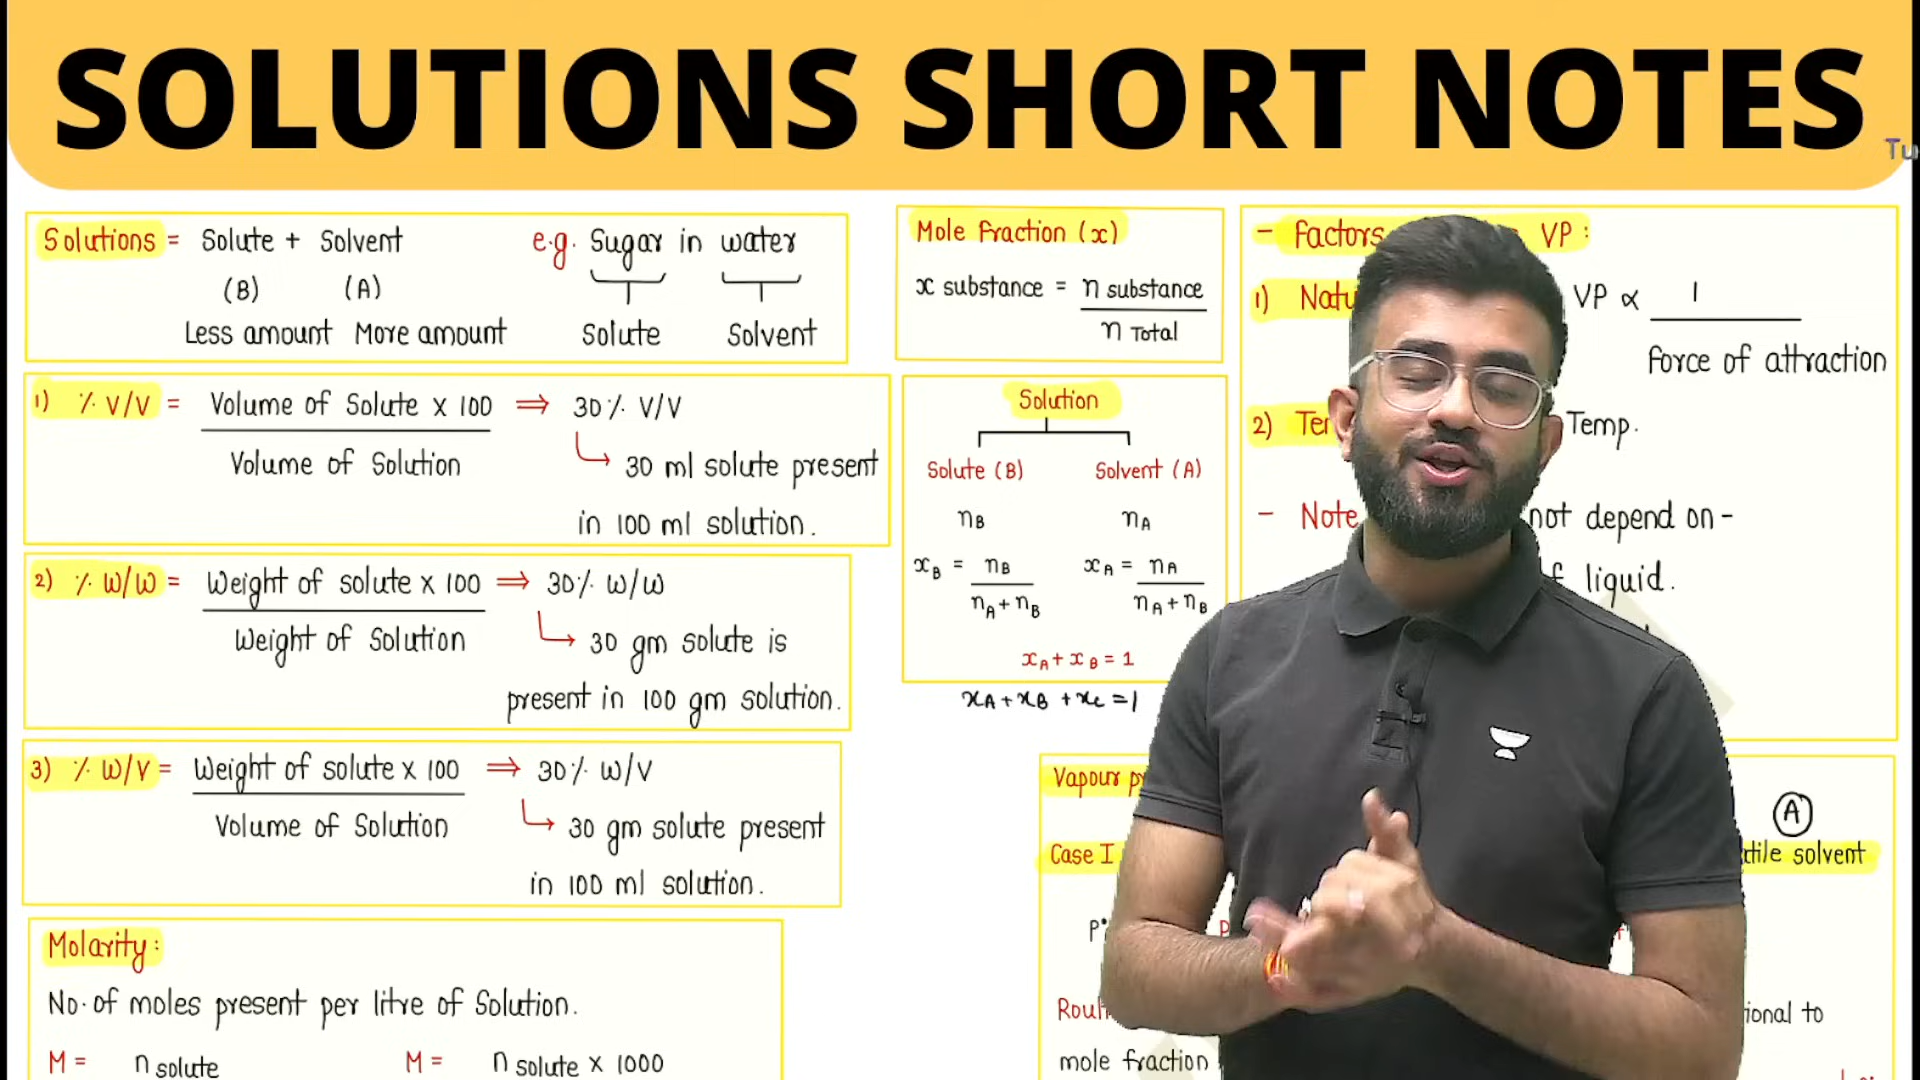 SOLUTIONS SHORT NOTES
Tu
Solutions = Solute + Solvent
(B) (A)
Less amount More amount
e.g. Sugar in water
Solute Solvent
1) % V/V = Volume of Solute x 100 ⇒ 30% V/V
Volume of Solution
30 ml solute present
in 100 ml solution.
2) % W/W = Weight of solute x 100 ⇒ 30% W/W
Weight of Solution
30 gm solute is
present in 100 gm solution.
3) % W/V = Weight of solute x 100 ⇒ 30% W/V
Volume of Solution
30 gm solute present
in 100 ml solution.
Molarity:
No. of moles present per litre of Solution.
M = n solute
M = n solute x 1000
Mole fraction (x)
x substance = n substance
n Total
Solution
Solute (B) Solvent (A)
nB nA
xB = nB
nA + nB
xA = nA
nA + nB
xA + xB = 1
xA + xB + xc = 1
- factors VP :
1) VP ∝ 1
force of attraction
2) Temp.
- Note not depend on -
liquid.
Vapour
A
Case I solvent
P°
mole fraction
to